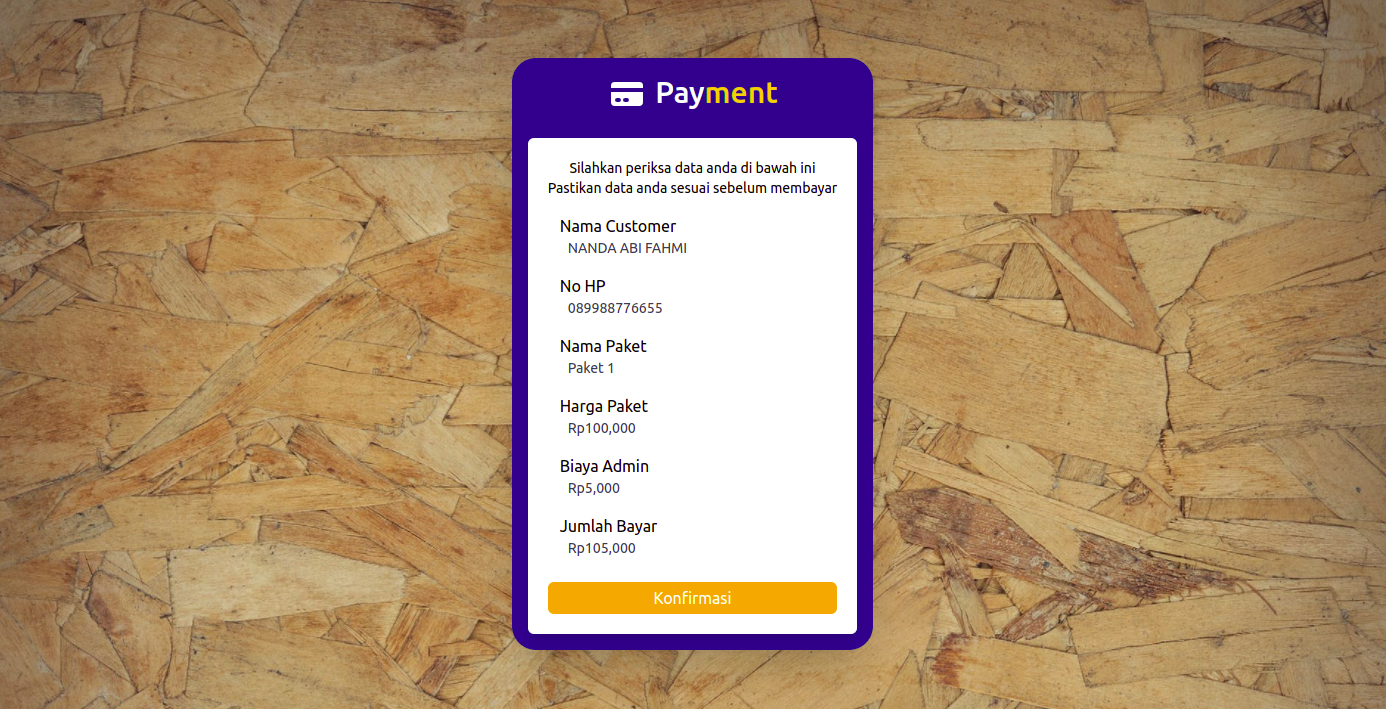 Payment
Silahkan periksa data anda di bawah ini
Pastikan data anda sesuai sebelum membayar
Nama Customer
NANDA ABI FAHMI
No HP
089988776655
Nama Paket
Paket 1
Harga Paket
Rp100,000
Biaya Admin
Rp5,000
Jumlah Bayar
Rp105,000
Konfirmasi